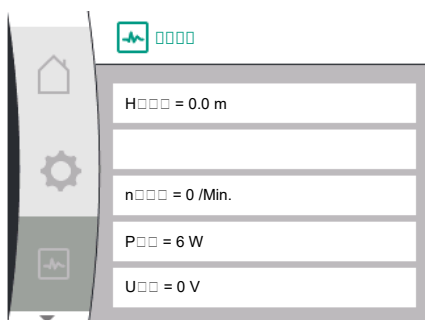 □□□□
H□□□ = 0.0 m
n□□□ = 0 /Min.
P□□ = 6 W
U□□ = 0 V